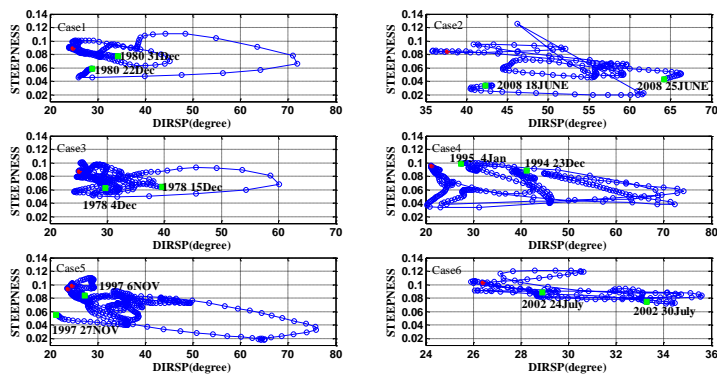 Case1
STEEPNESS
0.14
0.12
0.1
0.08
0.06
0.04
0.02
1980 31Dec
1980 22Dec
20 30 40 50 60 70 80
DIRSP(degree)
Case2
STEEPNESS
0.14
0.12
0.1
0.08
0.06
0.04
0.02
2008 18JUNE
2008 25JUNE
35 40 45 50 55 60 65 70
DIRSP(degree)
Case3
STEEPNESS
0.14
0.12
0.1
0.08
0.06
0.04
0.02
1978 15Dec
1978 4Dec
20 30 40 50 60 70 80
DIRSP(degree)
Case4
STEEPNESS
0.14
0.12
0.1
0.08
0.06
0.04
0.02
1995 4Jan
1994 23Dec
20 30 40 50 60 70 80
DIRSP(degree)
Case5
STEEPNESS
0.14
0.12
0.1
0.08
0.06
0.04
0.02
0
1997 6NOV
1997 27NOV
20 30 40 50 60 70 80
DIRSP(degree)
Case6
STEEPNESS
0.14
0.12
0.1
0.08
0.06
0.04
0.02
2002 24July
2002 30July
24 26 28 30 32 34 36
DIRSP(degree)